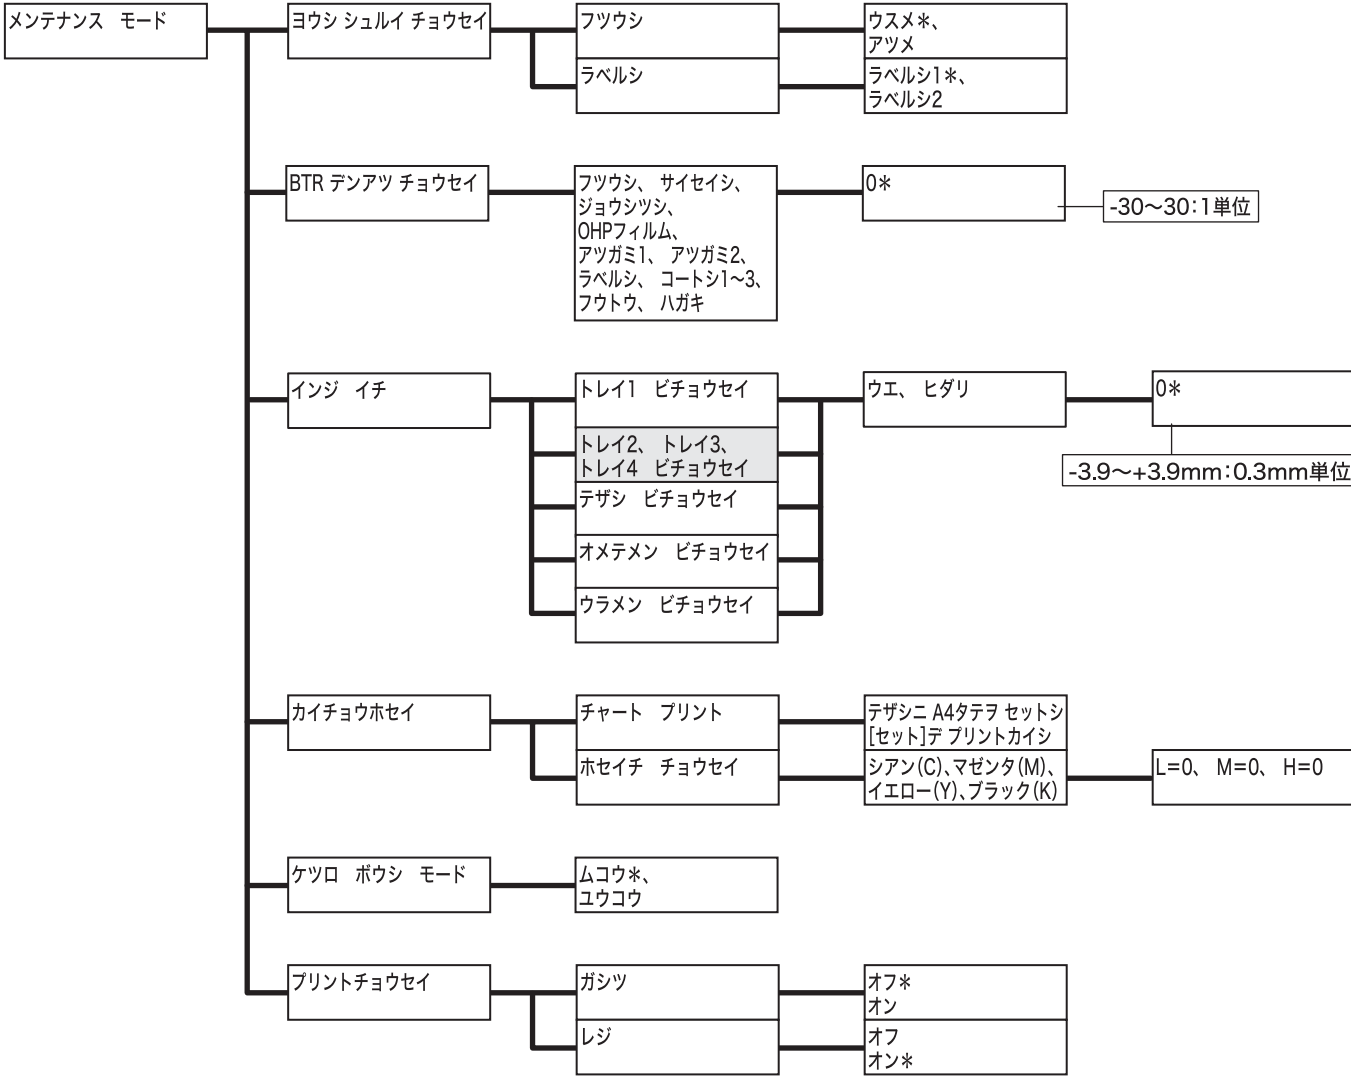 メンテナンス　モード
ヨウシ シュルイ チョウセイ
フツウシ
ウスメ＊、
アツメ
ラベルシ
ラベルシ1＊、
ラベルシ2
BTR デンアツ チョウセイ
フツウシ、 サイセイシ、
ジョウシツシ、
OHPフィルム、
アツガミ1、 アツガミ2、
ラベルシ、 コートシ1〜3、
フウトウ、 ハガキ
0＊
-30〜30：1単位
インジ　イチ
トレイ1　ビチョウセイ
トレイ2、 トレイ3、
トレイ4　ビチョウセイ
テザシ　ビチョウセイ
オメテメン　ビチョウセイ
ウラメン　ビチョウセイ
ウエ、 ヒダリ
0＊
-3.9〜+3.9mm：0.3mm単位
カイチョウホセイ
チャート　プリント
テザシニ A4タテヲ セットシ
[セット]デ プリントカイシ
ホセイチ　チョウセイ
シアン(C)、マゼンタ(M)、
イエロー(Y)、ブラック(K)
L=0、 M=0、 H=0
ケツロ　ボウシ　モード
ムコウ＊、
ユウコウ
プリントチョウセイ
ガシツ
オフ＊
オン
レジ
オフ
オン＊